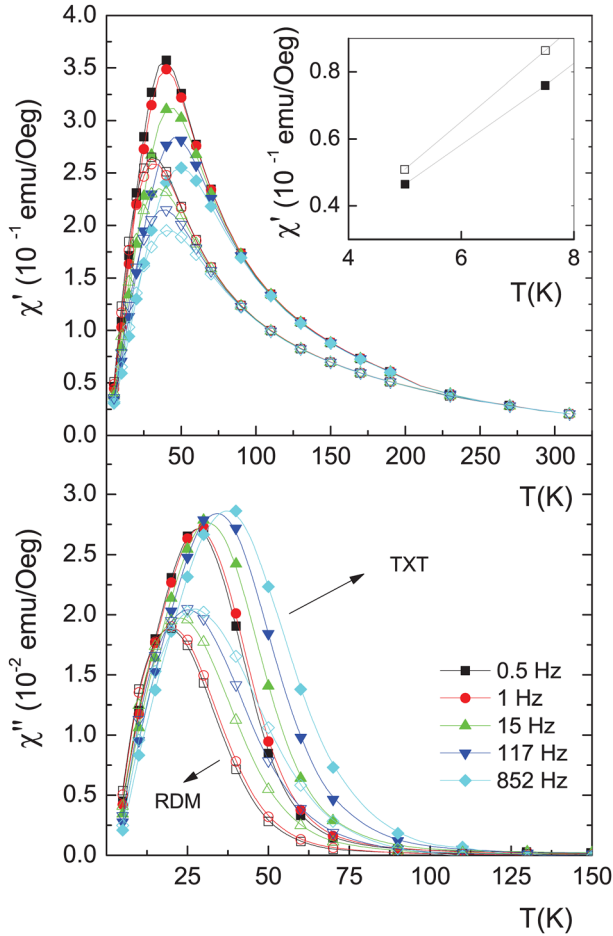 χ' (10⁻¹ emu/Oeg)
4.0
3.5
3.0
2.5
2.0
1.5
1.0
0.5
0.0
50 100 150 200 250 300
T(K)
χ' (10⁻¹ emu/Oeg)
0.8
0.6
0.4
4 6 8
T(K)
χ'' (10⁻² emu/Oeg)
3.0
2.5
2.0
1.5
1.0
0.5
0.0
TXT
RDM
0.5 Hz
1 Hz
15 Hz
117 Hz
852 Hz
25 50 75 100 125 150
T(K)